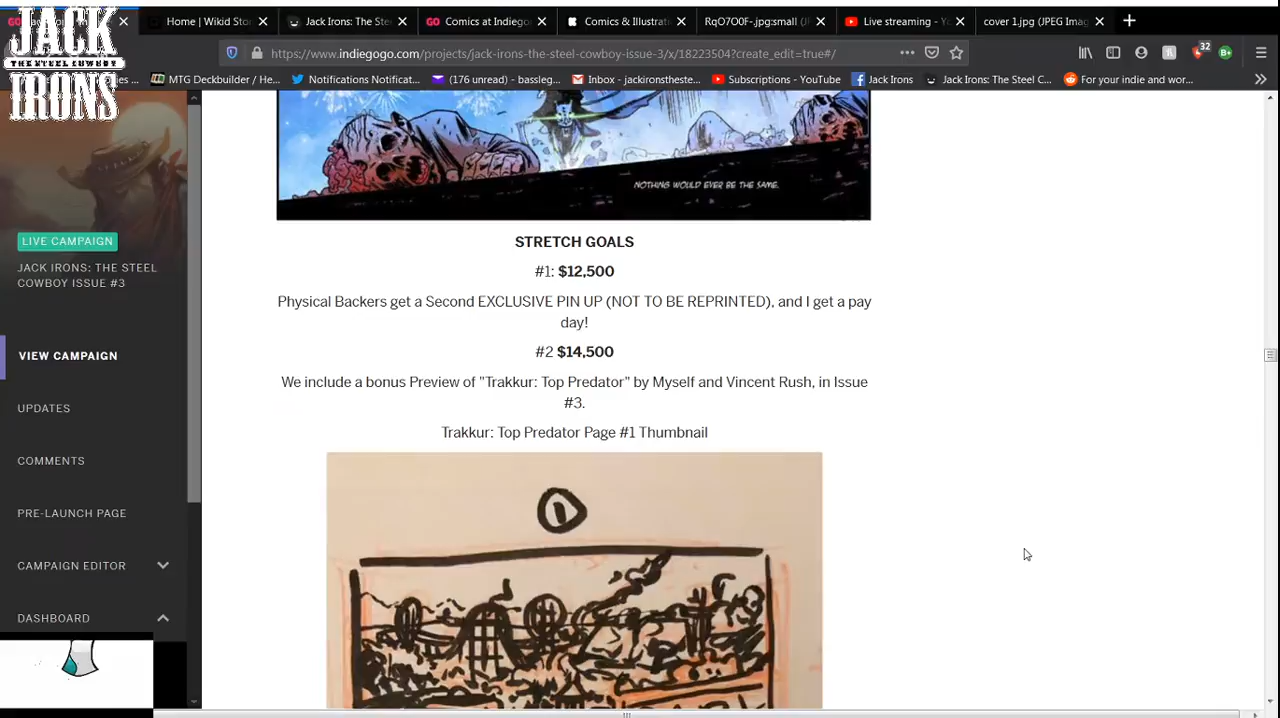 JACK
THE STEEL COWBOY
IRONS
Home | Wikid Sto
Jack Irons: The Ste
Comics at Indiegog
Comics & Illustrate
RqO7O0F-.jpg:small (J
Live streaming - Yo
cover 1.jpg (JPEG Imag
https://www.indiegogo.com/projects/jack-irons-the-steel-cowboy-issue-3/x/18223504?create_edit=true#/
32
MTG Deckbuilder / He...
Notifications Notificat...
(176 unread) - bassleg...
Inbox - jackironsthe...
Subscriptions - YouTube
Jack Irons
Jack Irons: The Steel C...
For your indie and wor...
NOTHING WOULD EVER BE THE SAME.
LIVE CAMPAIGN
JACK IRONS: THE STEEL
COWBOY ISSUE #3
VIEW CAMPAIGN
UPDATES
COMMENTS
PRE-LAUNCH PAGE
CAMPAIGN EDITOR
DASHBOARD
STRETCH GOALS
#1: $12,500
Physical Backers get a Second EXCLUSIVE PIN UP (NOT TO BE REPRINTED), and I get a pay
day!
#2 $14,500
We include a bonus Preview of "Trakkur: Top Predator" by Myself and Vincent Rush, in Issue
#3.
Trakkur: Top Predator Page #1 Thumbnail
1